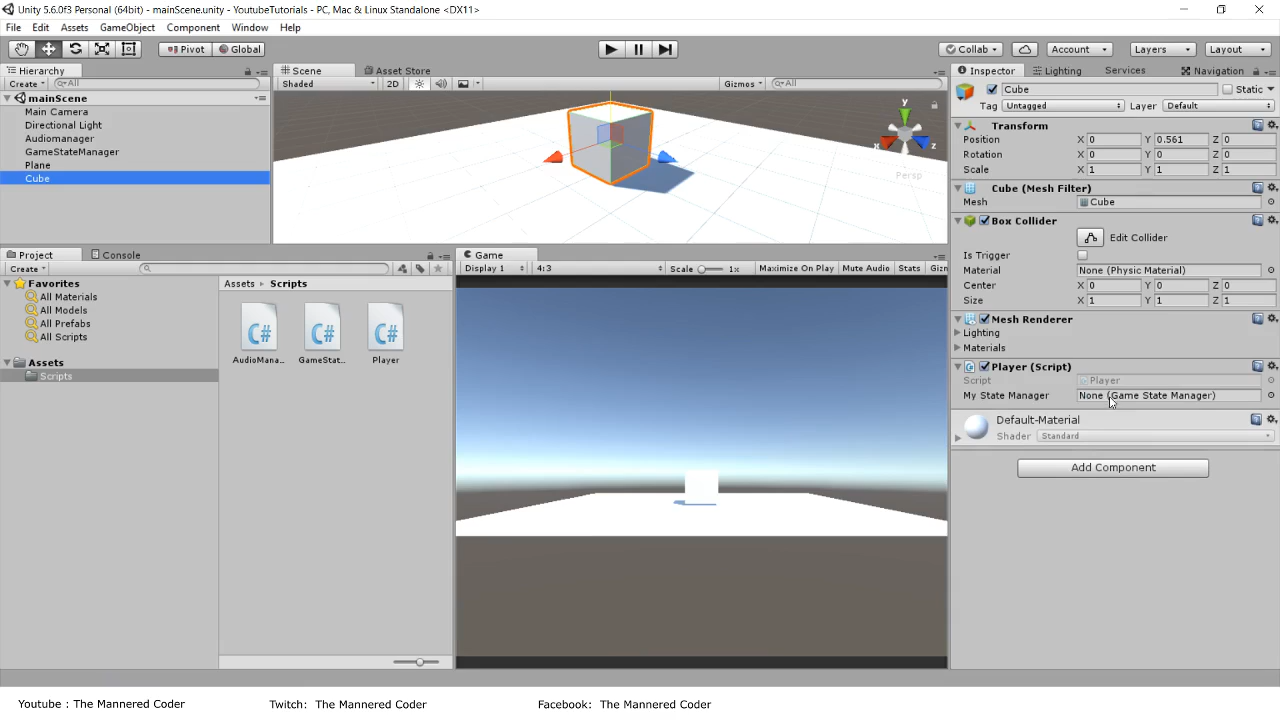 Unity 5.6.0f3 Personal (64bit) - mainScene.unity - YoutubeTutorials - PC, Mac & Linux Standalone <DX11>
File Edit Assets GameObject Component Window Help
Pivot Global Collab Account Layers Layout
Hierarchy
Create All
mainScene
Main Camera
Directional Light
Audiomanager
GameStateManager
Plane
Cube
Scene Asset Store
Shaded 2D Gizmos All
y
x
z
Persp
Project Console
Create
Favorites
All Materials
All Models
All Prefabs
All Scripts
Assets
Scripts
Assets Scripts
AudioMana...
GameStat...
Player
Game
Display 1 4:3 Scale 1x Maximize On Play Mute Audio Stats Gizn
Inspector Lighting Services Navigation
Cube Static
Tag Untagged Layer Default
Transform
Position X 0 Y 0.561 Z 0
Rotation X 0 Y 0 Z 0
Scale X 1 Y 1 Z 1
Cube (Mesh Filter)
Mesh Cube
Box Collider
Edit Collider
Is Trigger
Material None (Physic Material)
Center X 0 Y 0 Z 0
Size X 1 Y 1 Z 1
Mesh Renderer
Lighting
Materials
Player (Script)
Script Player
My State Manager None (Game State Manager)
Default-Material
Shader Standard
Add Component
Youtube : The Mannered Coder Twitch: The Mannered Coder Facebook: The Mannered Coder